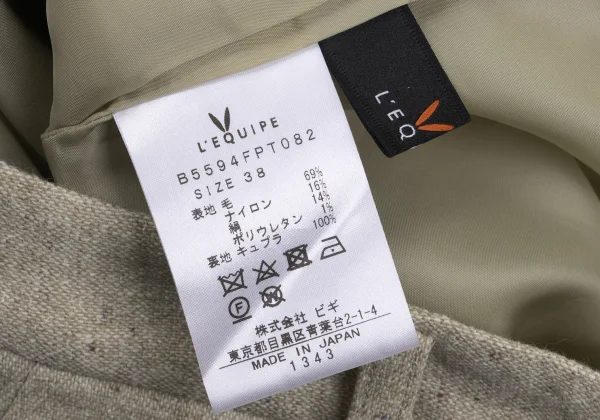 L'EQUIPE
B5594FPT082
SIZE 38
表地 毛 69%
ナイロン 16%
絹 14%
ポリウレタン 1%
裏地 キュプラ 100%
F
W
株式会社 ビギ
東京都目黒区青葉台2-1-4
MADE IN JAPAN
1343
L'EQ